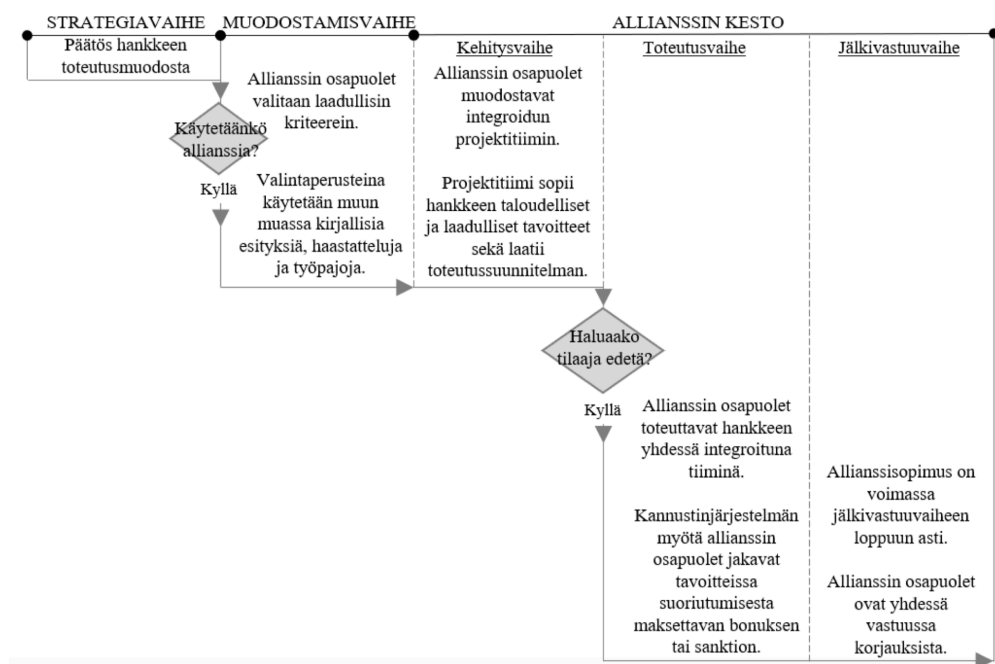 STRATEGIAVAIHE
MUODOSTAMISVAIHE
ALLIANSSIN KESTO
Päätös hankkeen
toteutusmuodosta
Käytetäänkö
allianssia?
Kyllä
Allianssin osapuolet
valitaan laadullisin
kriteerein.
Valintaperusteina
käytetään muun
muassa kirjallisia
esityksiä, haastatteluja
ja työpajoja.
Kehitysvaihe
Allianssin osapuolet
muodostavat
integroidun
projektitiimin.
Projektitiimi sopii
hankkeen taloudelliset
ja laadulliset tavoitteet
sekä laatii
toteutussuunnitelman.
Haluaako
tilaaja edetä?
Kyllä
Toteutusvaihe
Allianssin osapuolet
toteuttavat hankkeen
yhdessä integroituna
tiiminä.
Kannustinjärjestelmän
myötä allianssin
osapuolet jakavat
tavoitteissa
suoriutumisesta
maksettavan bonuksen
tai sanktion.
Jälkivastuuvaihe
Allianssisopimus on
voimassa
jälkivastuuvaiheen
loppuun asti.
Allianssin osapuolet
ovat yhdessä
vastuussa
korjauksista.